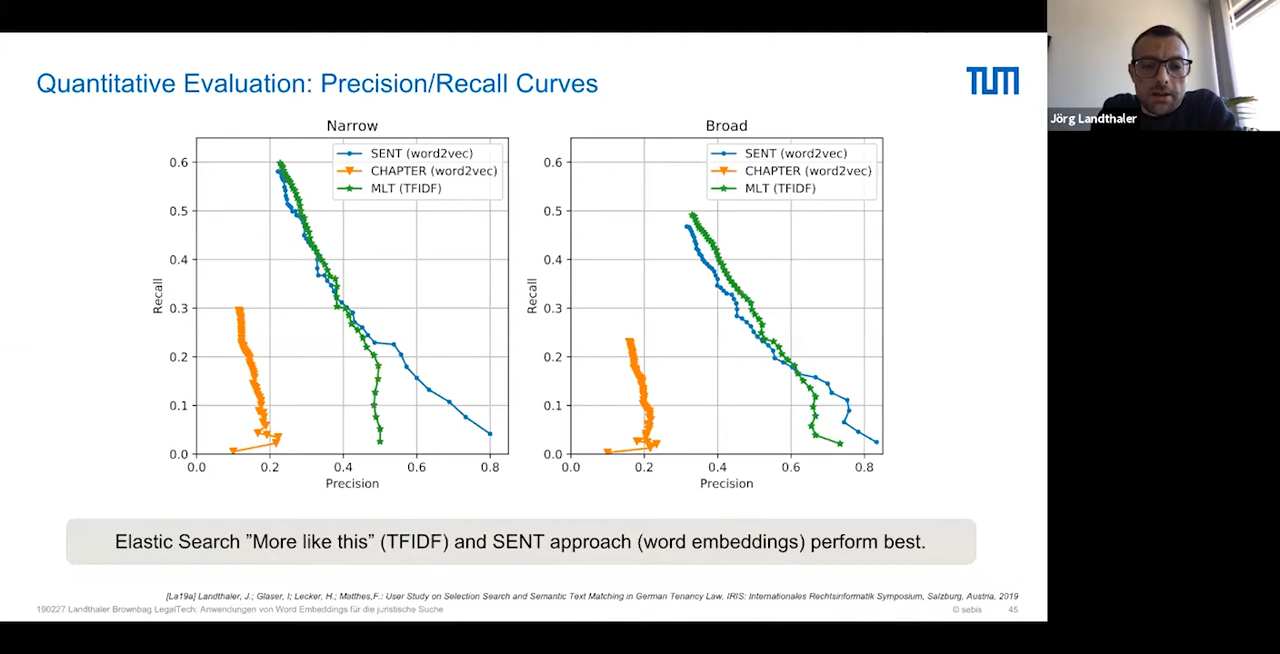 Quantitative Evaluation: Precision/Recall Curves
TUM
Jörg Landthaler
Narrow
SENT (word2vec)
CHAPTER (word2vec)
MLT (TFIDF)
0.6
0.5
0.4
0.3
0.2
0.1
0.0
Recall
0.0 0.2 0.4 0.6 0.8
Precision
Broad
SENT (word2vec)
CHAPTER (word2vec)
MLT (TFIDF)
0.6
0.5
0.4
0.3
0.2
0.1
0.0
Recall
0.0 0.2 0.4 0.6 0.8
Precision
Elastic Search "More like this" (TFIDF) and SENT approach (word embeddings) perform best.
[La19a] Landthaler, J.; Glaser, I; Lecker, H.; Matthes,F.: User Study on Selection Search and Semantic Text Matching in German Tenancy Law, IRIS: Internationales Rechtsinformatik Symposium, Salzburg, Austria, 2019
190227 Landthaler Brownbag LegalTech: Anwendungen von Word Embeddings für die juristische Suche
© sebis 45